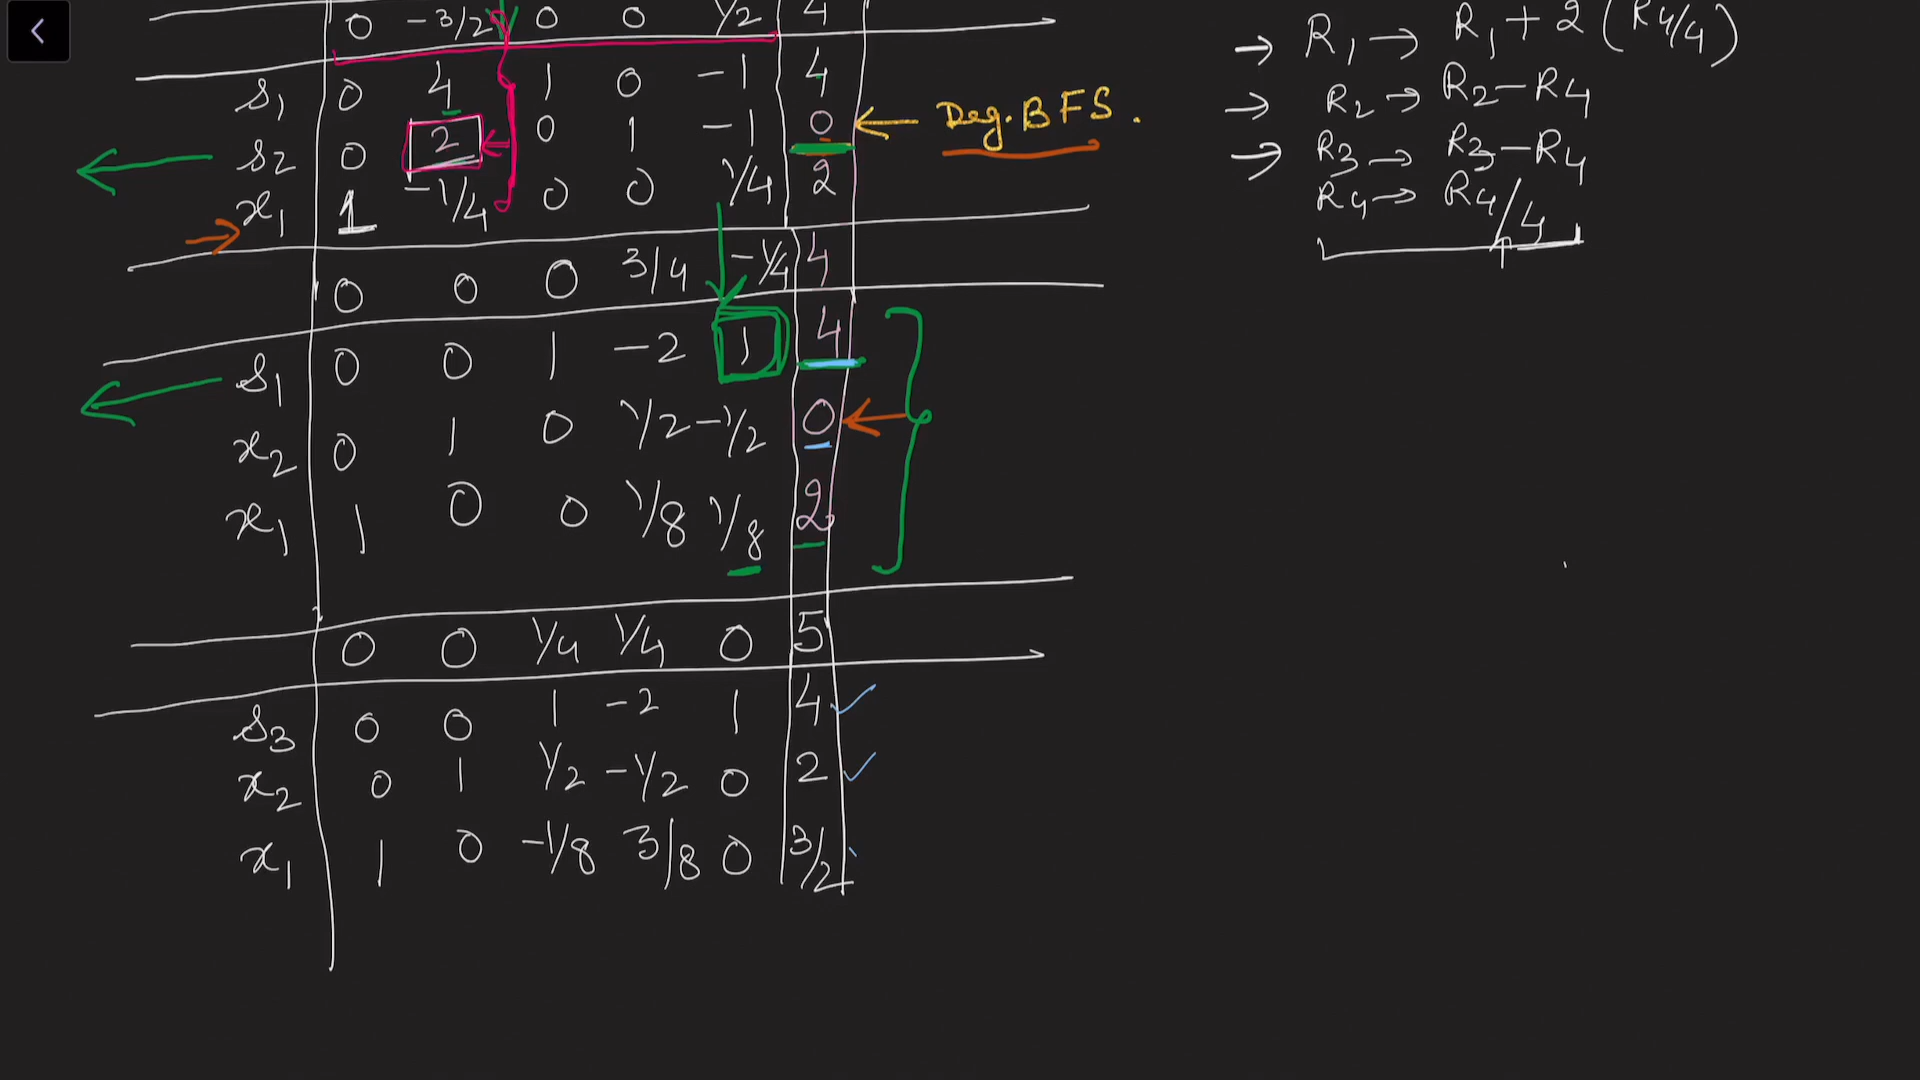 0 -3/2 0 0 1/2 4
s1 0 4 1 0 -1 4
s2 0 2 0 1 -1 0 ← Deg. BFS.
x1 1 -1/4 0 0 1/4 2
0 0 0 3/4 -1/4 4
s1 0 0 1 -2 1 4
x2 0 1 0 1/2 -1/2 0
x1 1 0 0 1/8 1/8 2
0 0 1/4 1/4 0 5
s3 0 0 1 -2 1 4
x2 0 1 1/2 -1/2 0 2
x1 1 0 -1/8 3/8 0 3/2
→ R1 → R1 + 2 (R4/4)
→ R2 → R2 - R4
→ R3 → R3 - R4
R4 → R4/4